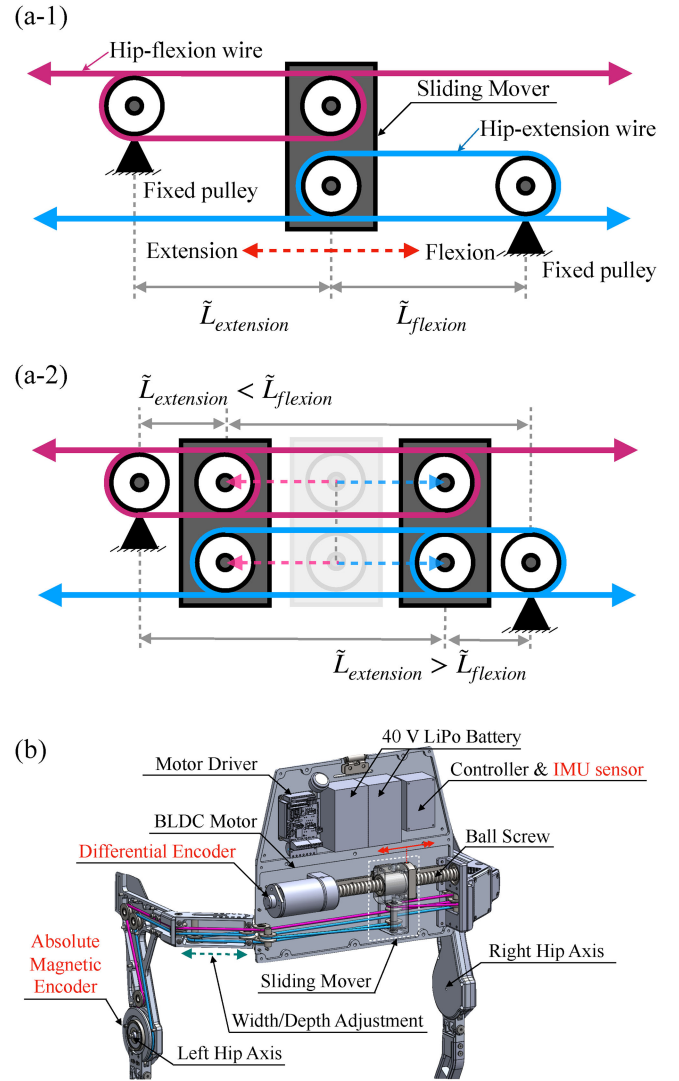 (a-1)
Hip-flexion wire
Sliding Mover
Hip-extension wire
Fixed pulley
Extension
Flexion
Fixed pulley
L̃extension
L̃flexion
(a-2)
L̃extension < L̃flexion
L̃extension > L̃flexion
(b)
40 V LiPo Battery
Motor Driver
Controller & IMU sensor
BLDC Motor
Ball Screw
Differential Encoder
Absolute
Magnetic
Encoder
Right Hip Axis
Sliding Mover
Width/Depth Adjustment
Left Hip Axis